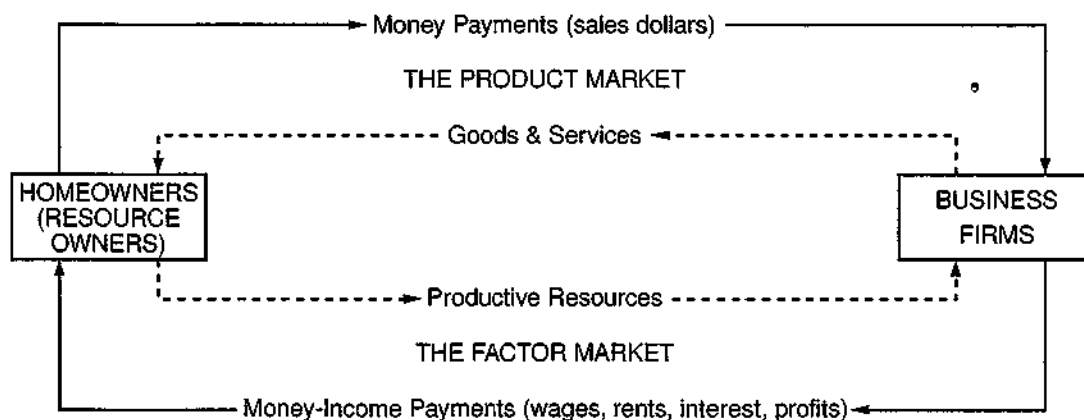 Money Payments (sales dollars)
THE PRODUCT MARKET
Goods & Services
HOMEOWNERS
(RESOURCE
OWNERS)
BUSINESS
FIRMS
Productive Resources
THE FACTOR MARKET
Money-Income Payments (wages, rents, interest, profits)